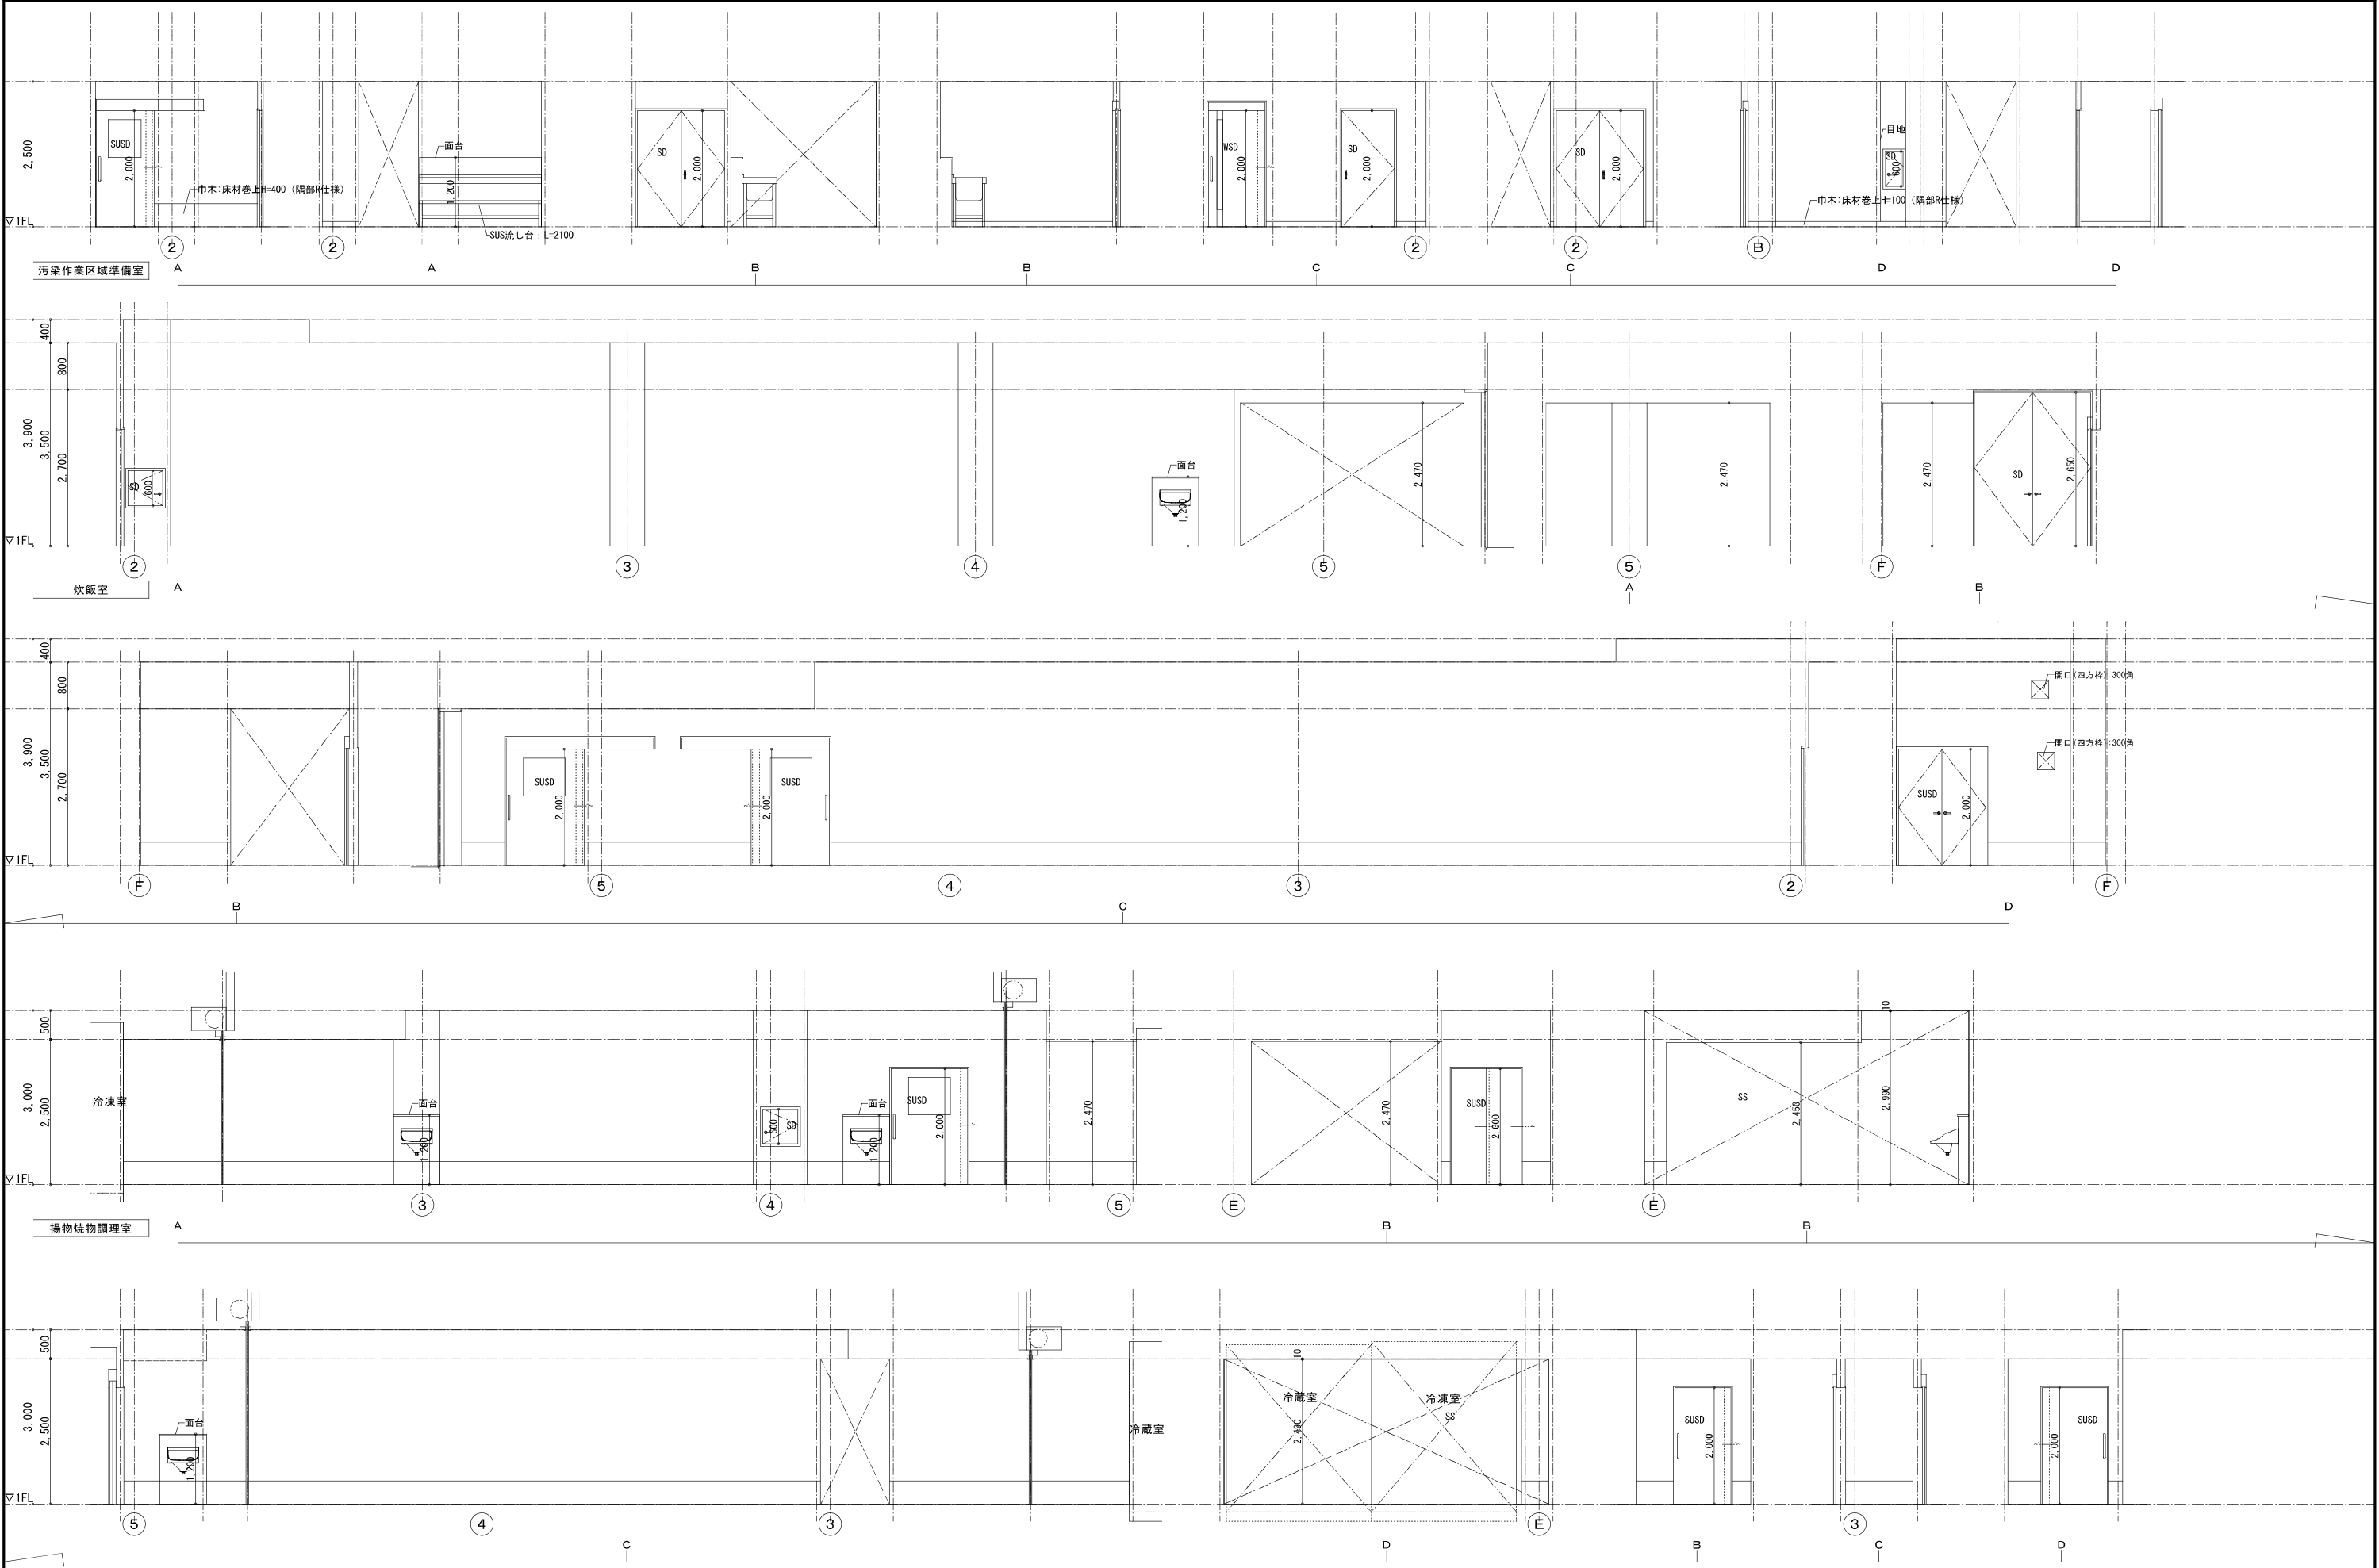 2,500
▽1FL
SUSD
2,000
巾木:床材巻上H=400 (隅部R仕様)
面台
1,200
SUS流し台：L=2100
SD
2,000
WSD
2,000
SD
2,000
SD
2,000
目地
SD
600
巾木:床材巻上H=100 (隅部R仕様)
2
2
2
2
B
汚染作業区域準備室
A
A
B
B
C
C
D
D
400
800
3,900
3,500
2,700
▽1FL
SD
600
面台
1,200
2,470
2,470
2,470
SD
2,650
2
3
4
5
5
F
炊飯室
A
A
B
400
800
3,900
3,500
2,700
▽1FL
SUSD
2,000
SUSD
2,000
開口(四方枠):300角
開口(四方枠):300角
SUSD
2,000
F
5
4
3
2
F
B
C
D
500
3,000
2,500
▽1FL
冷凍室
面台
1,200
600
SD
面台
1,200
SUSD
2,000
2,470
2,470
SUSD
2,000
10
SS
2,450
2,990
3
4
5
E
E
揚物焼物調理室
A
B
B
500
3,000
2,500
▽1FL
面台
1,200
冷蔵室
10
冷蔵室
2,490
冷凍室
SS
SUSD
2,000
2,000
SUSD
5
4
3
E
3
C
D
B
C
D